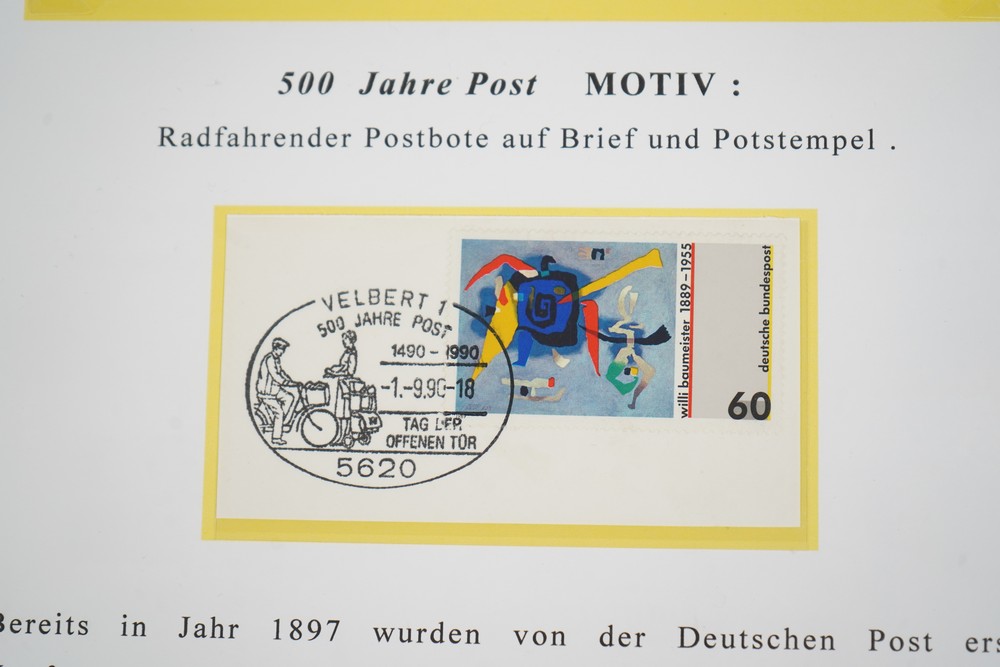 500 Jahre Post MOTIV :
Radfahrender Postbote auf Brief und Potstempel .
VELBERT 1
500 JAHRE POST
1490 - 1990
-1.-9.90-18
TAG DER
OFFENEN TÜR
5620
willi baumeister 1889-1955
deutsche bundespost
60
Bereits in Jahr 1897 wurden von der Deutschen Post ers